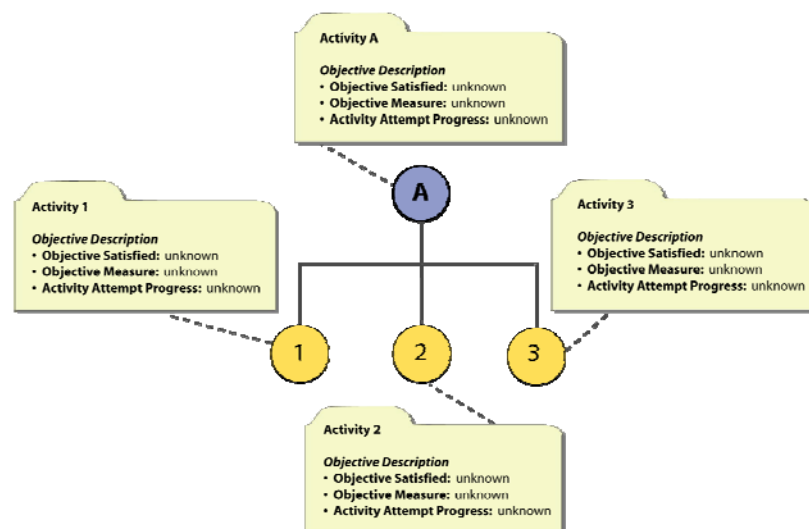 Activity A
Objective Description
• Objective Satisfied: unknown
• Objective Measure: unknown
• Activity Attempt Progress: unknown
A
Activity 1
Objective Description
• Objective Satisfied: unknown
• Objective Measure: unknown
• Activity Attempt Progress: unknown
Activity 3
Objective Description
• Objective Satisfied: unknown
• Objective Measure: unknown
• Activity Attempt Progress: unknown
1
2
3
Activity 2
Objective Description
• Objective Satisfied: unknown
• Objective Measure: unknown
• Activity Attempt Progress: unknown